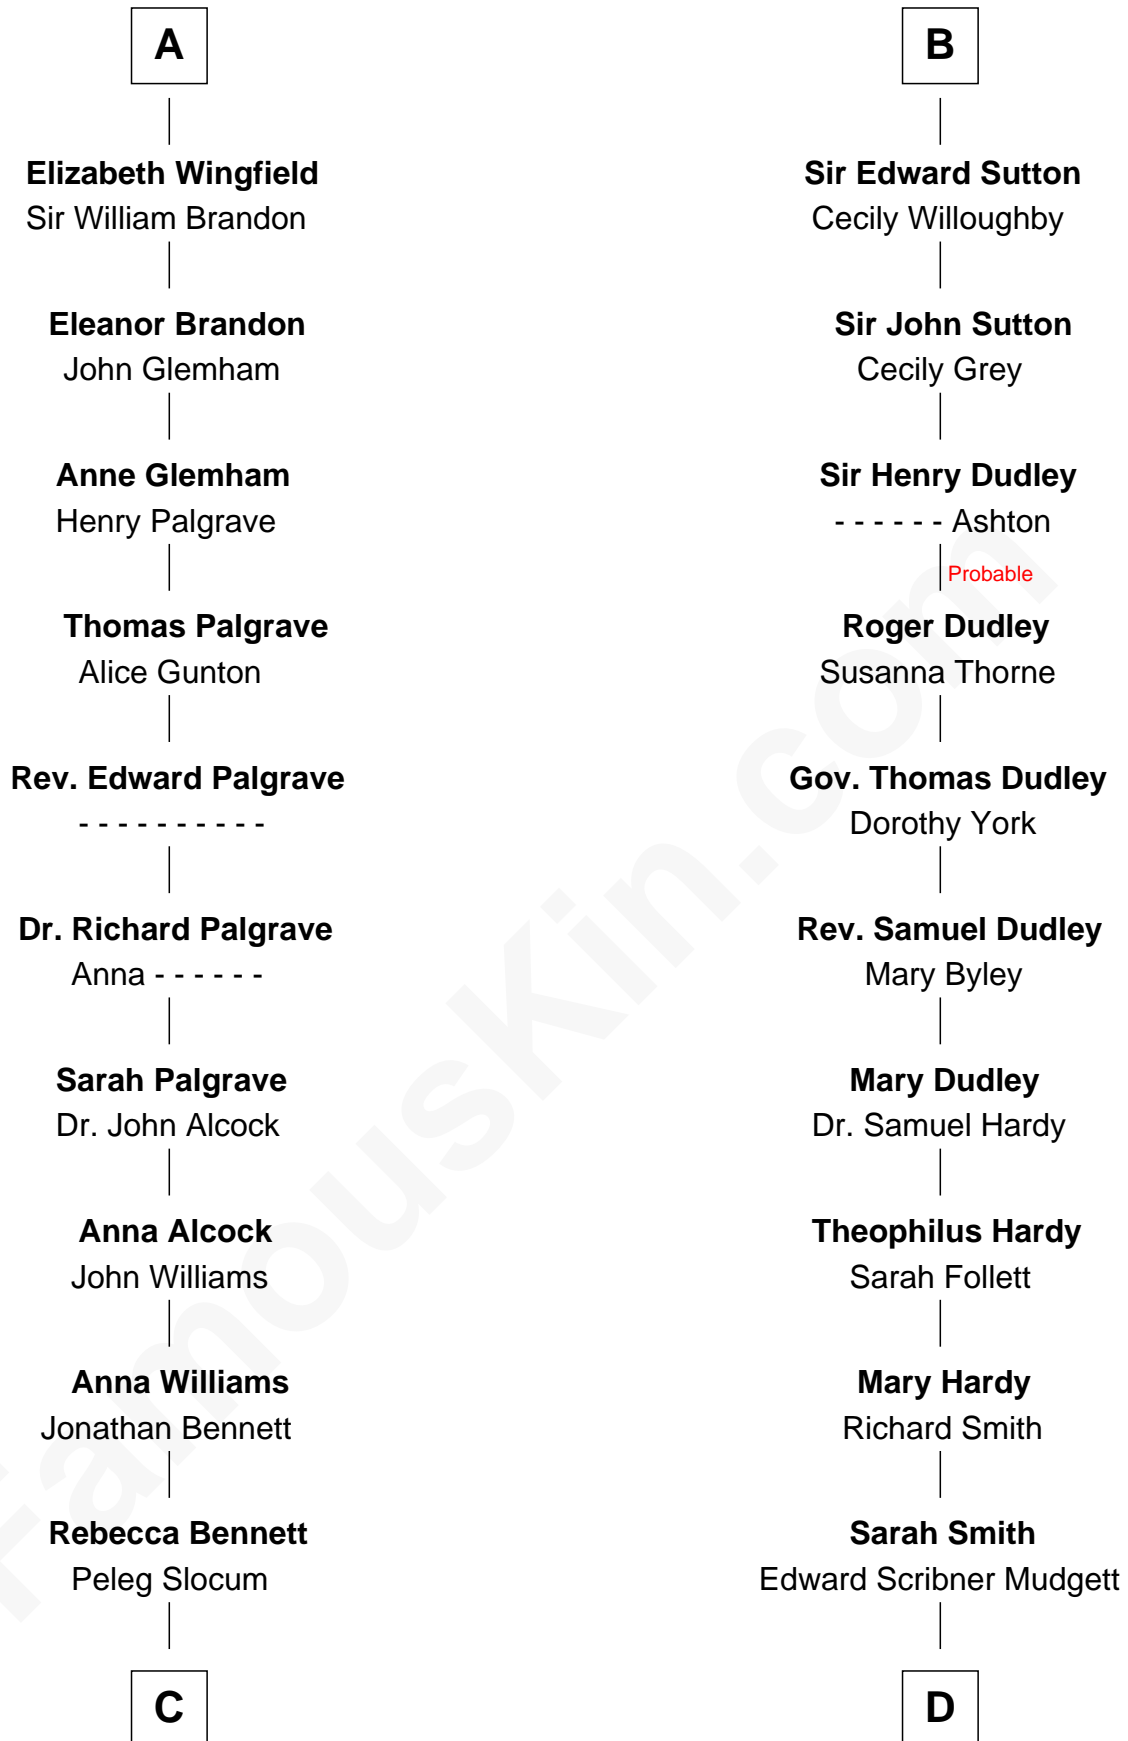 A
Elizabeth Wingfield
Sir William Brandon
Eleanor Brandon
John Glemham
Anne Glemham
Henry Palgrave
Thomas Palgrave
Alice Gunton
Rev. Edward Palgrave
- - - - - - - - - -
Dr. Richard Palgrave
Anna - - - - - -
Sarah Palgrave
Dr. John Alcock
Anna Alcock
John Williams
Anna Williams
Jonathan Bennett
Rebecca Bennett
Peleg Slocum
C
B
Sir Edward Sutton
Cecily Willoughby
Sir John Sutton
Cecily Grey
Sir Henry Dudley
- - - - - - Ashton
Probable
Roger Dudley
Susanna Thorne
Gov. Thomas Dudley
Dorothy York
Rev. Samuel Dudley
Mary Byley
Mary Dudley
Dr. Samuel Hardy
Theophilus Hardy
Sarah Follett
Mary Hardy
Richard Smith
Sarah Smith
Edward Scribner Mudgett
D
FamousKin.com